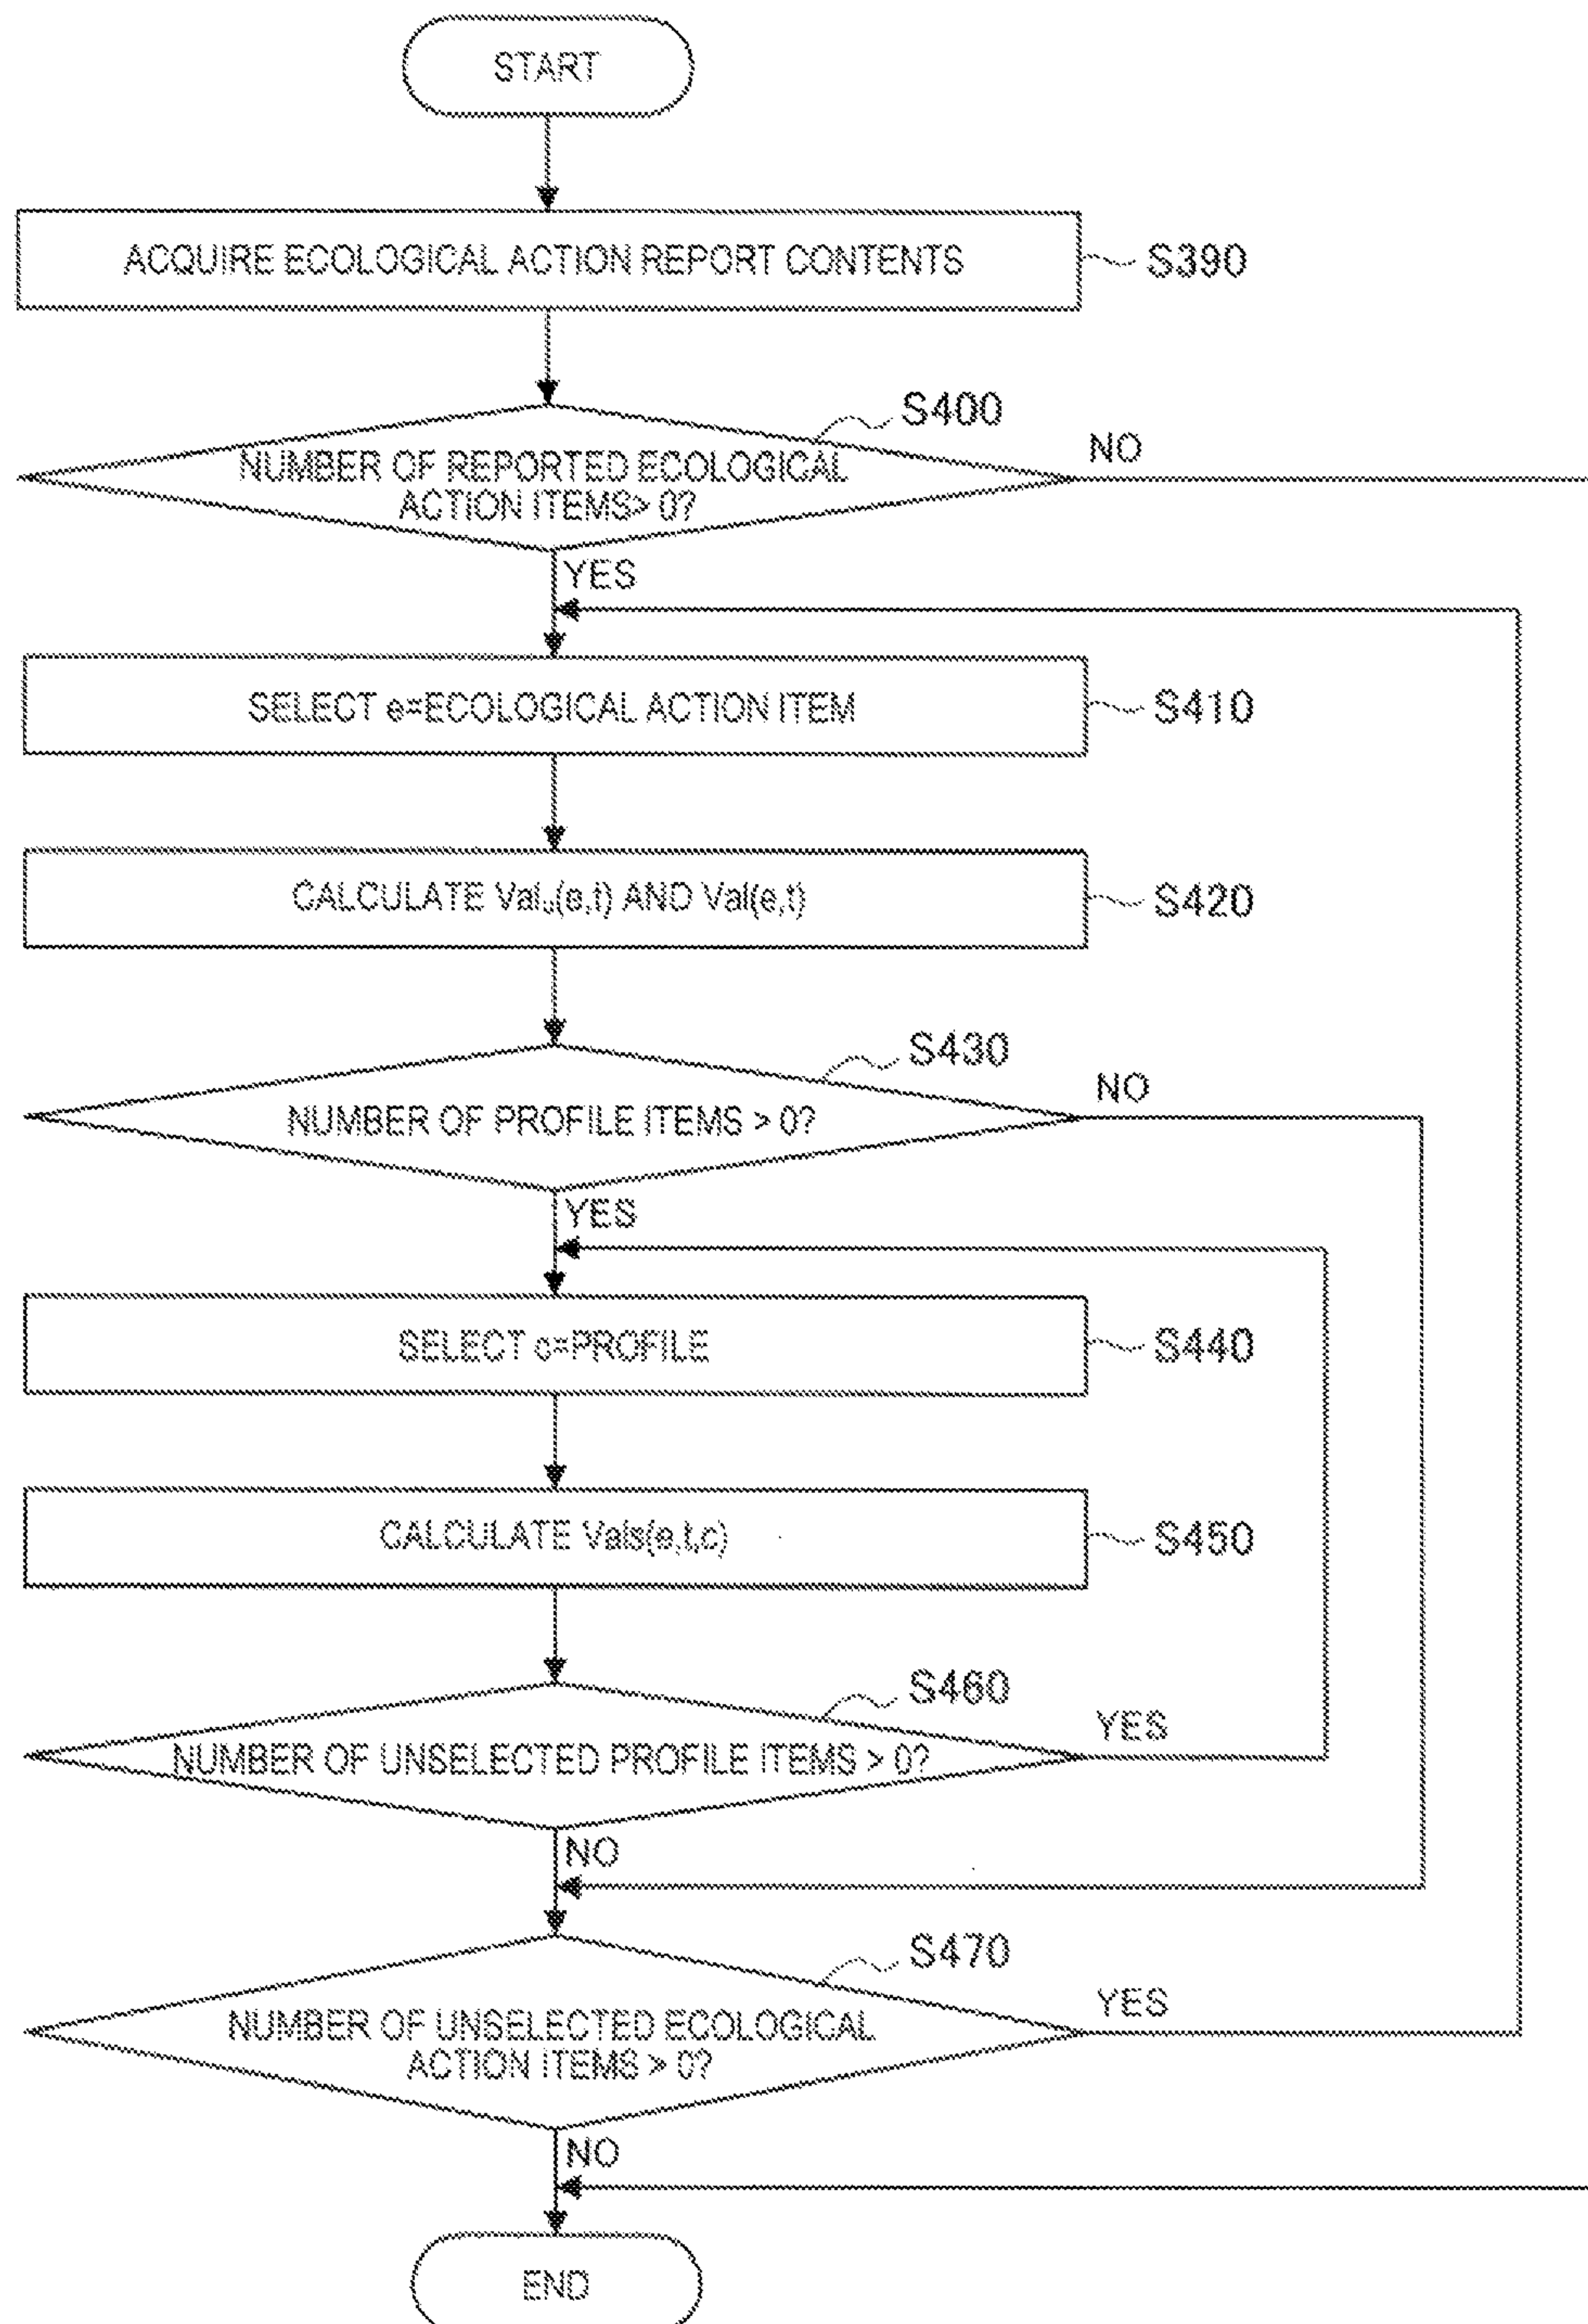 START
ACQUIRE ECOLOGICAL ACTION REPORT CONTENTS
S390
S400
NUMBER OF REPORTED ECOLOGICAL
ACTION ITEMS> 0?
NO
YES
SELECT e=ECOLOGICAL ACTION ITEM
S410
CALCULATE Valu(e,t) AND Val(e,t)
S420
S430
NUMBER OF PROFILE ITEMS > 0?
NO
YES
SELECT c=PROFILE
S440
CALCULATE Vals(e,t,c)
S450
S460
NUMBER OF UNSELECTED PROFILE ITEMS > 0?
YES
NO
S470
NUMBER OF UNSELECTED ECOLOGICAL
ACTION ITEMS > 0?
YES
NO
END